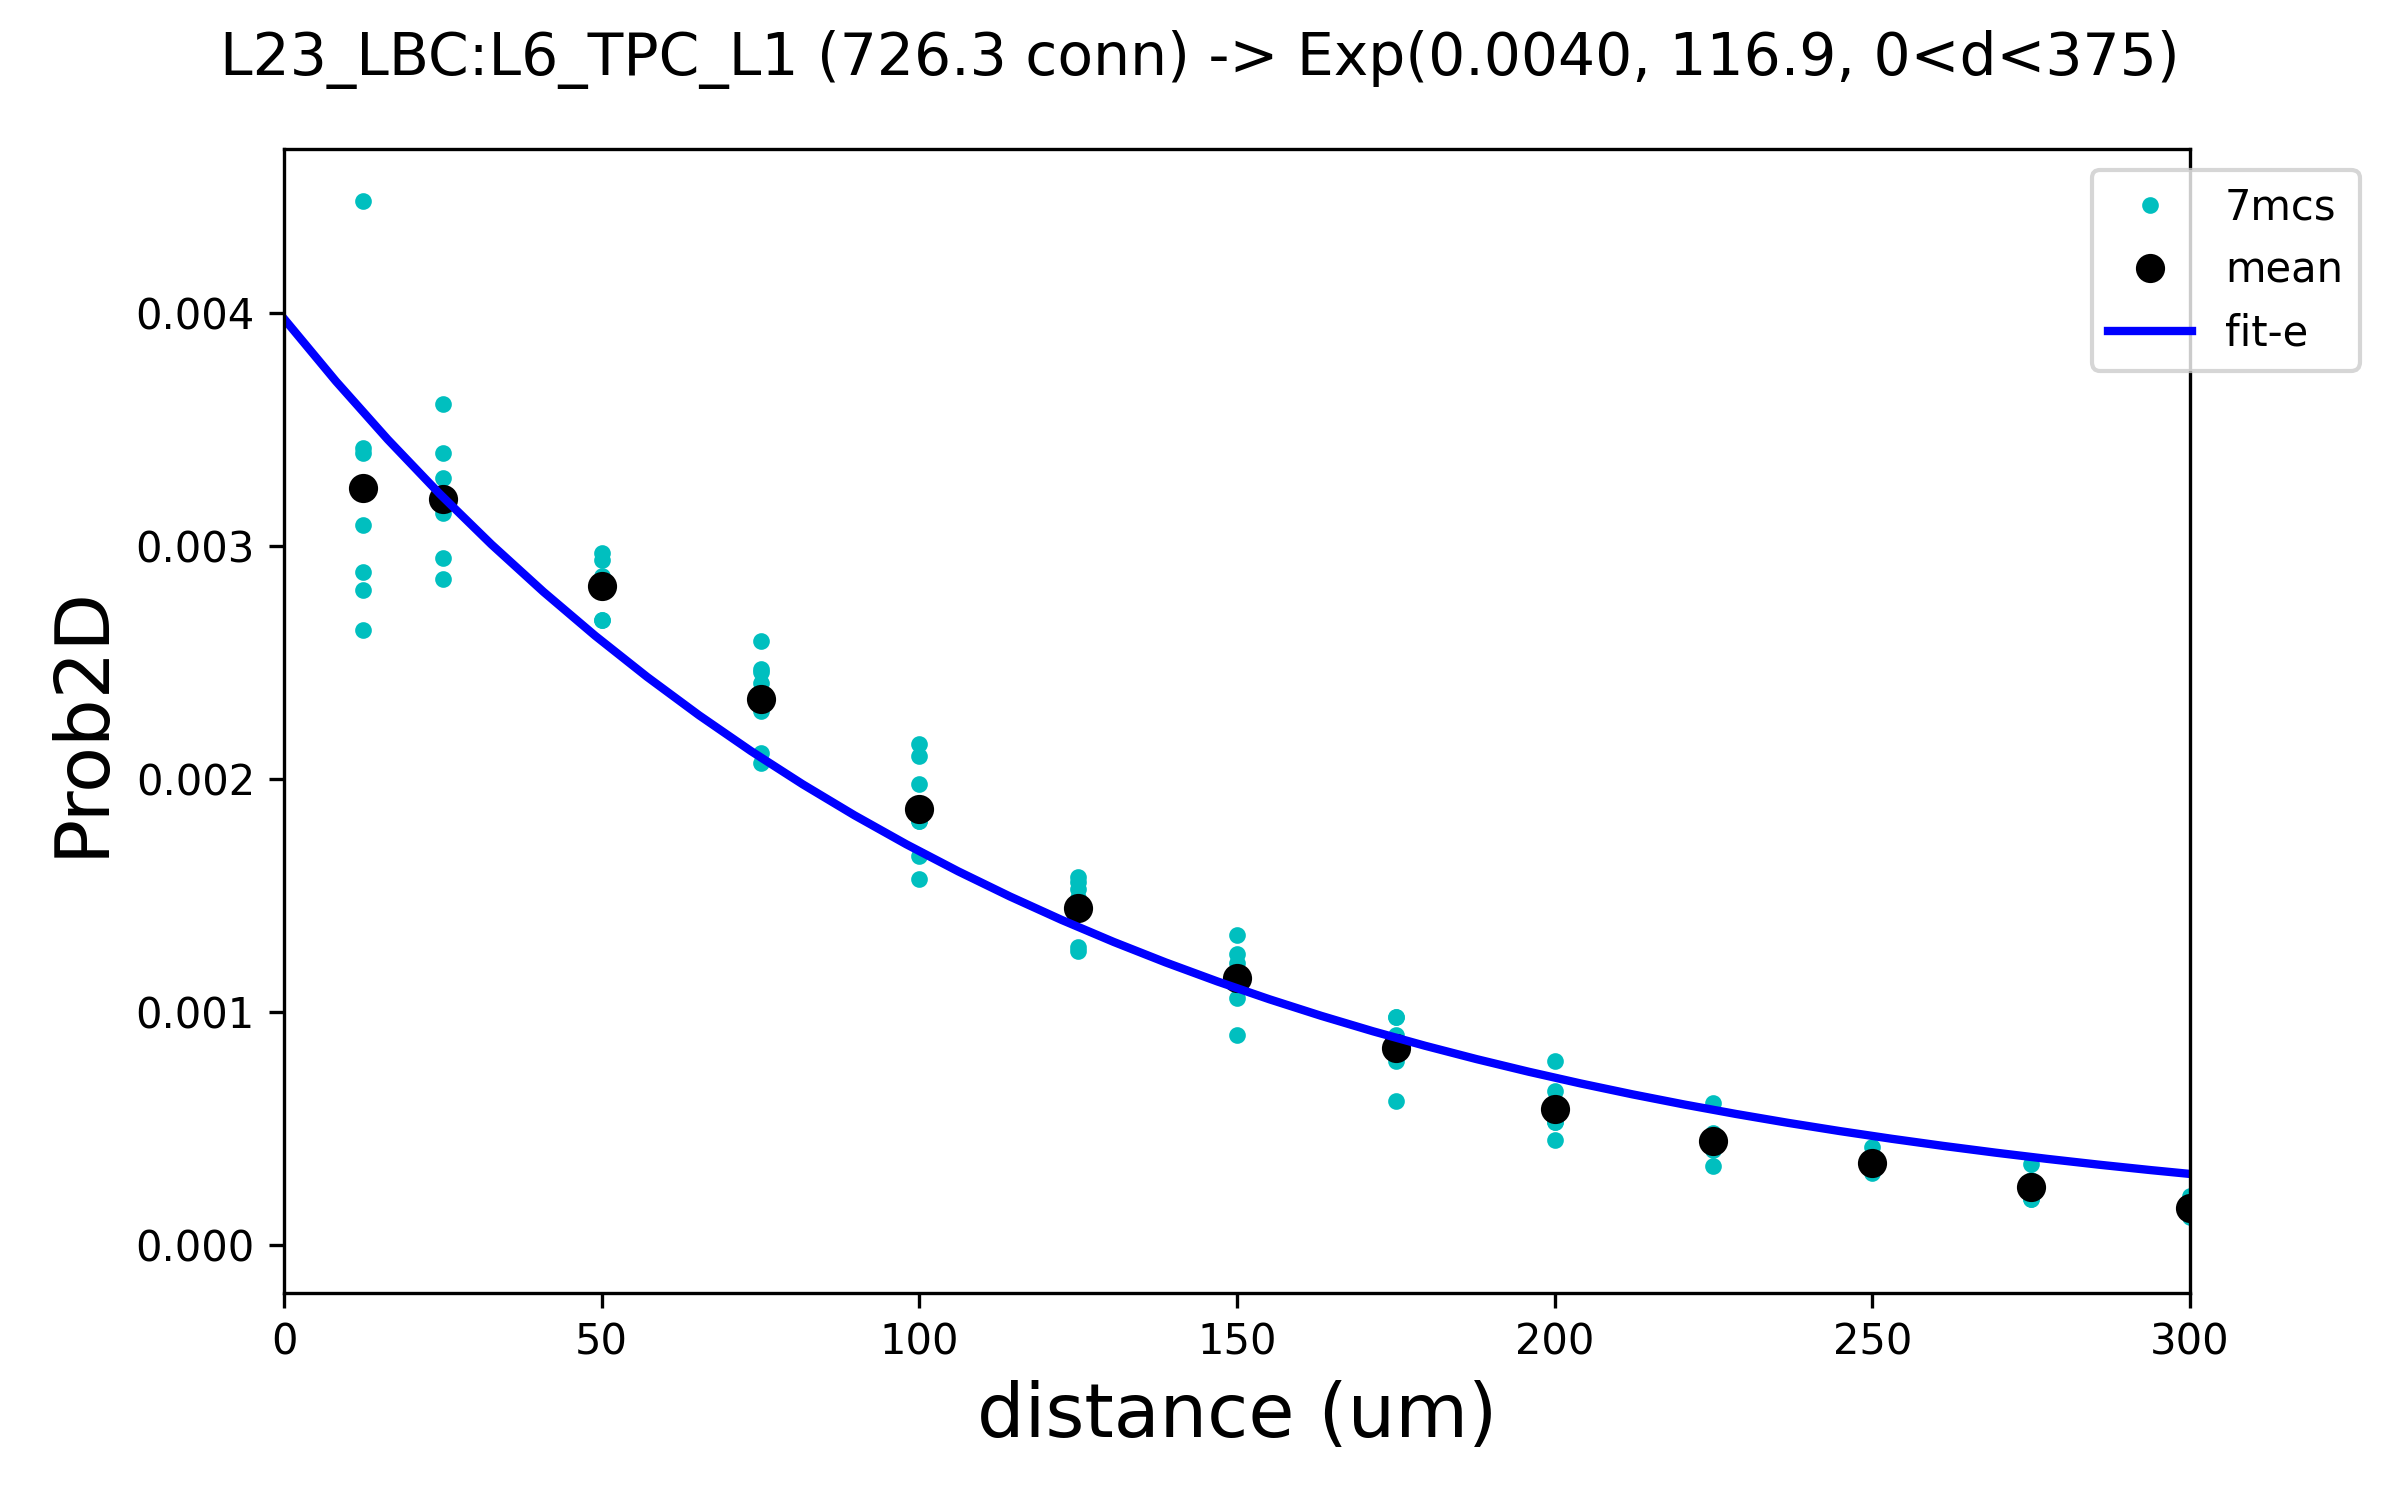 L23_LBC:L6_TPC_L1 (726.3 conn) -> Exp(0.0040, 116.9, 0<d<375)
7mcs
mean
fit-e
Prob2D
0.004
0.003
0.002
0.001
0.000
0 50 100 150 200 250 300
distance (um)